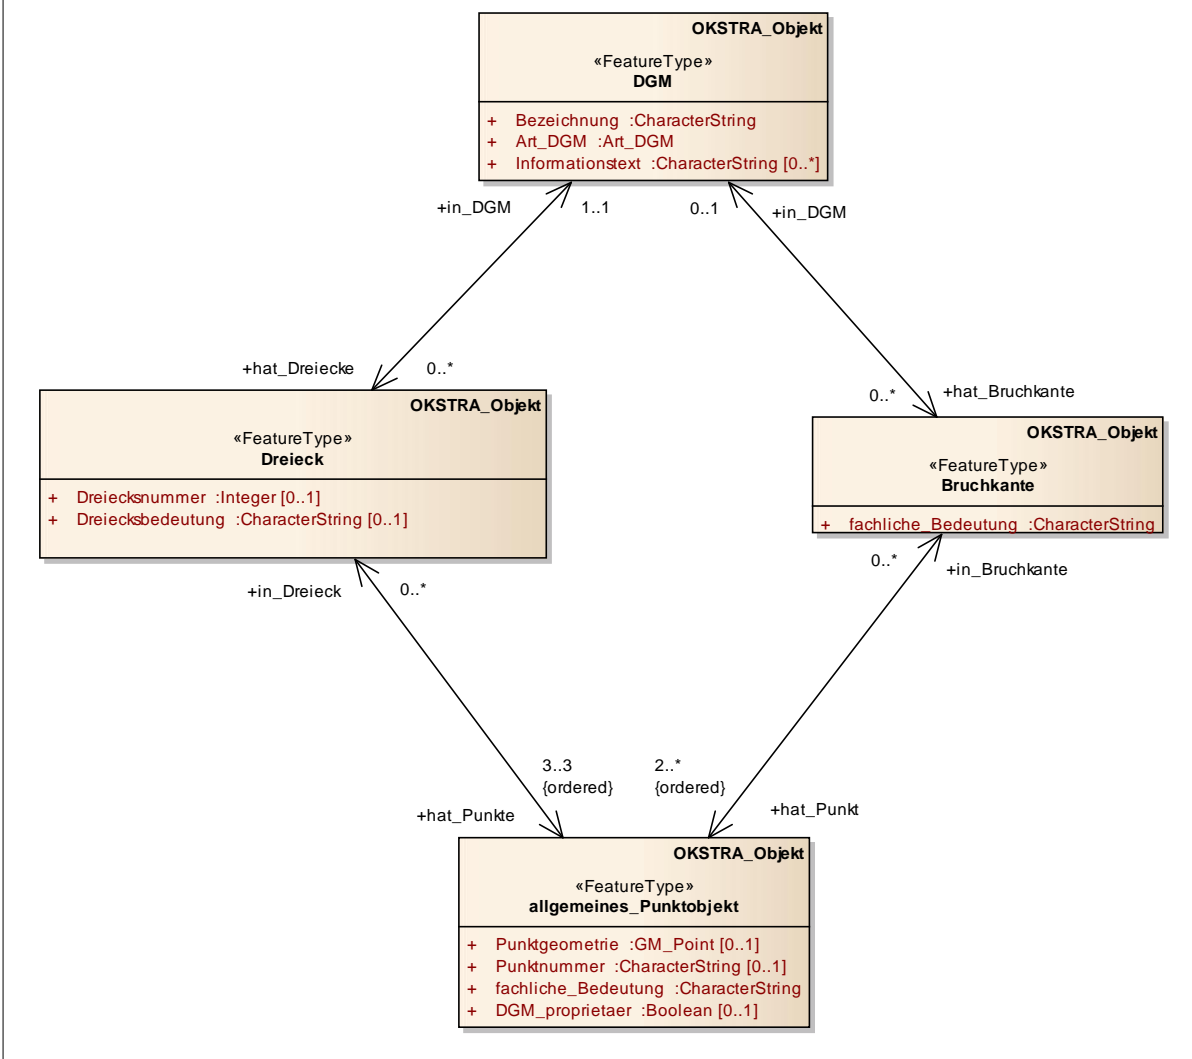 OKSTRA_Objekt
«FeatureType»
DGM
+ Bezeichnung :CharacterString
+ Art_DGM :Art_DGM
+ Informationstext :CharacterString [0..*]
+in_DGM 1..1 0..1 +in_DGM
+hat_Dreiecke 0..*
0..* +hat_Bruchkante
OKSTRA_Objekt
«FeatureType»
Dreieck
+ Dreiecksnummer :Integer [0..1]
+ Dreiecksbedeutung :CharacterString [0..1]
OKSTRA_Objekt
«FeatureType»
Bruchkante
+ fachliche_Bedeutung :CharacterString
+in_Dreieck 0..*
0..* +in_Bruchkante
3..3 2..*
{ordered} {ordered}
+hat_Punkte +hat_Punkt
OKSTRA_Objekt
«FeatureType»
allgemeines_Punktobjekt
+ Punktgeometrie :GM_Point [0..1]
+ Punktnummer :CharacterString [0..1]
+ fachliche_Bedeutung :CharacterString
+ DGM_proprietaer :Boolean [0..1]